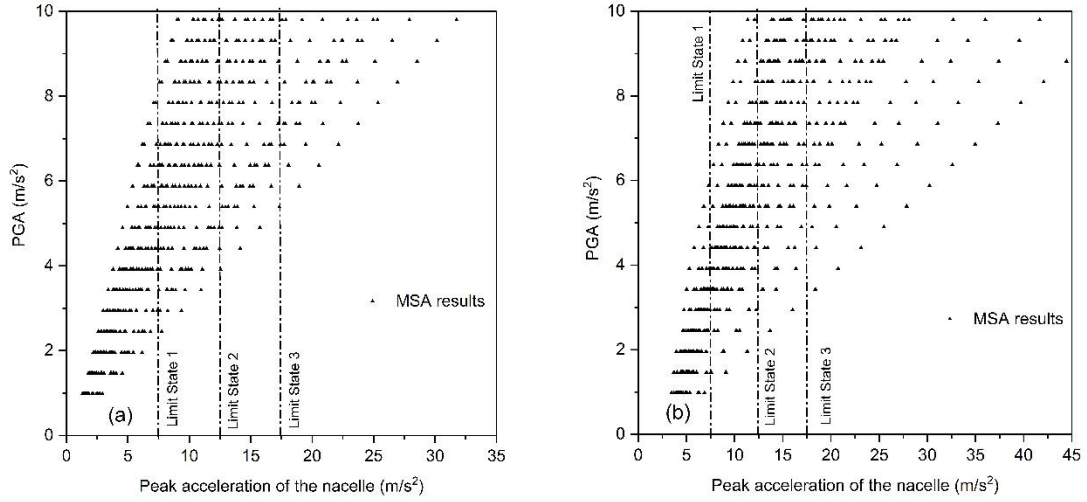 10
8
6
4
2
0
PGA (m/s²)
Limit State 1
Limit State 2
Limit State 3
MSA results
(a)
0 5 10 15 20 25 30 35
Peak acceleration of the nacelle (m/s²)
10
8
6
4
2
0
PGA (m/s²)
Limit State 1
Limit State 2
Limit State 3
MSA results
(b)
0 5 10 15 20 25 30 35 40 45
Peak acceleration of the nacelle (m/s²)